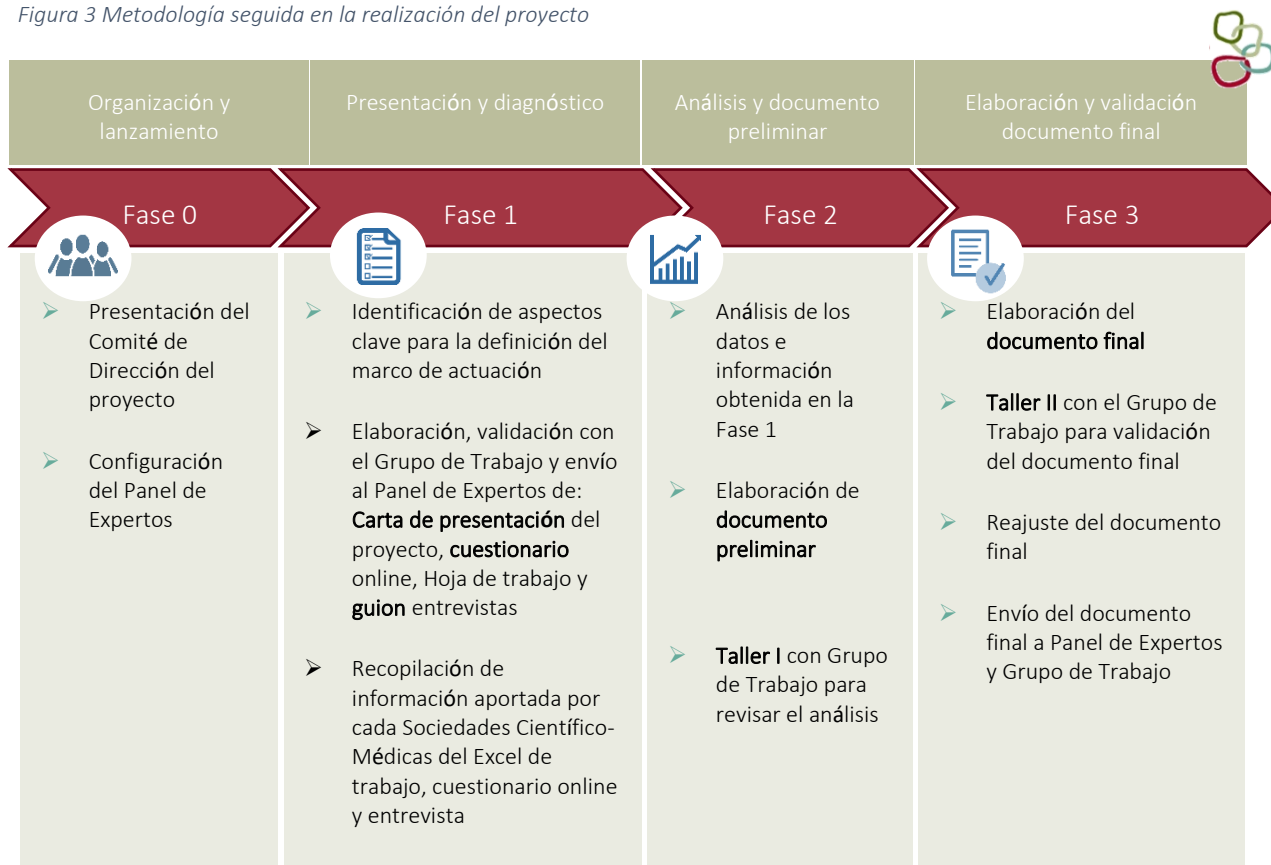 Figura 3 Metodología seguida en la realización del proyecto
Organización y
lanzamiento
Presentación y diagnóstico
Análisis y documento
preliminar
Elaboración y validación
documento final
Fase 0
Fase 1
Fase 2
Fase 3
Presentación del
Comité de
Dirección del
proyecto
Configuración
del Panel de
Expertos
Identificación de aspectos
clave para la definición del
marco de actuación
Elaboración, validación con
el Grupo de Trabajo y envío
al Panel de Expertos de:
Carta de presentación del
proyecto, cuestionario
online, Hoja de trabajo y
guion entrevistas
Recopilación de
información aportada por
cada Sociedades Científico-
Médicas del Excel de
trabajo, cuestionario online
y entrevista
Análisis de los
datos e
información
obtenida en la
Fase 1
Elaboración de
documento
preliminar
Taller I con Grupo
de Trabajo para
revisar el análisis
Elaboración del
documento final
Taller II con el Grupo de
Trabajo para validación
del documento final
Reajuste del documento
final
Envío del documento
final a Panel de Expertos
y Grupo de Trabajo